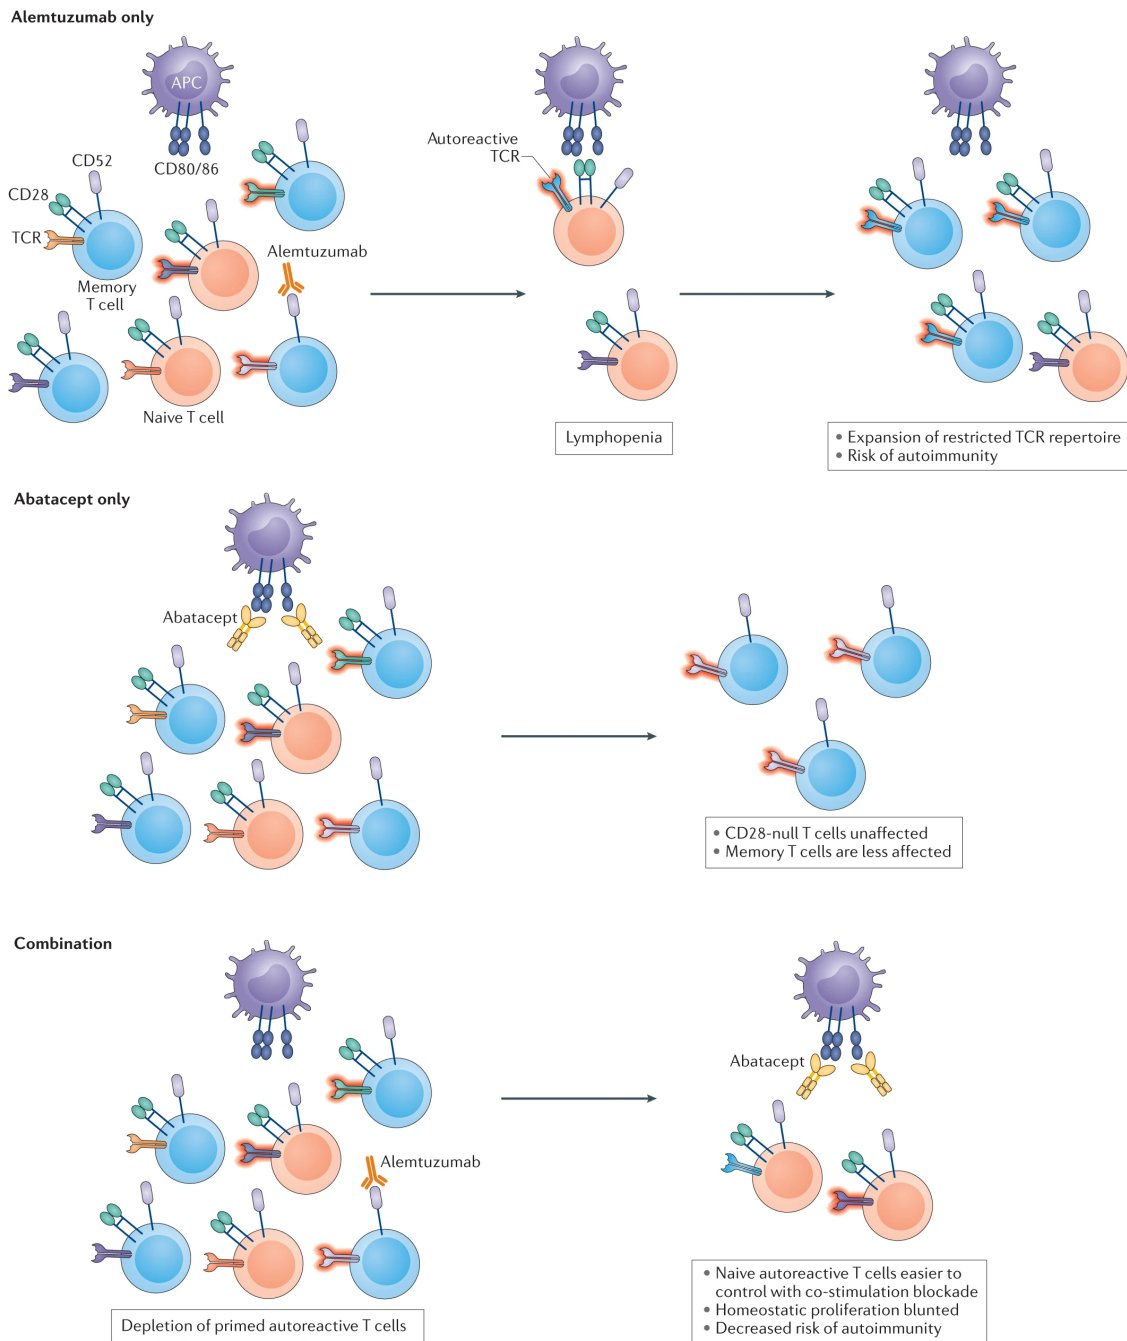 Alemtuzumab only
APC
CD80/86
CD52
CD28
TCR
Memory
T cell
Alemtuzumab
Naive T cell
Autoreactive
TCR
Lymphopenia
• Expansion of restricted TCR repertoire
• Risk of autoimmunity
Abatacept only
Abatacept
• CD28-null T cells unaffected
• Memory T cells are less affected
Combination
Alemtuzumab
Depletion of primed autoreactive T cells
Abatacept
• Naive autoreactive T cells easier to
control with co-stimulation blockade
• Homeostatic proliferation blunted
• Decreased risk of autoimmunity